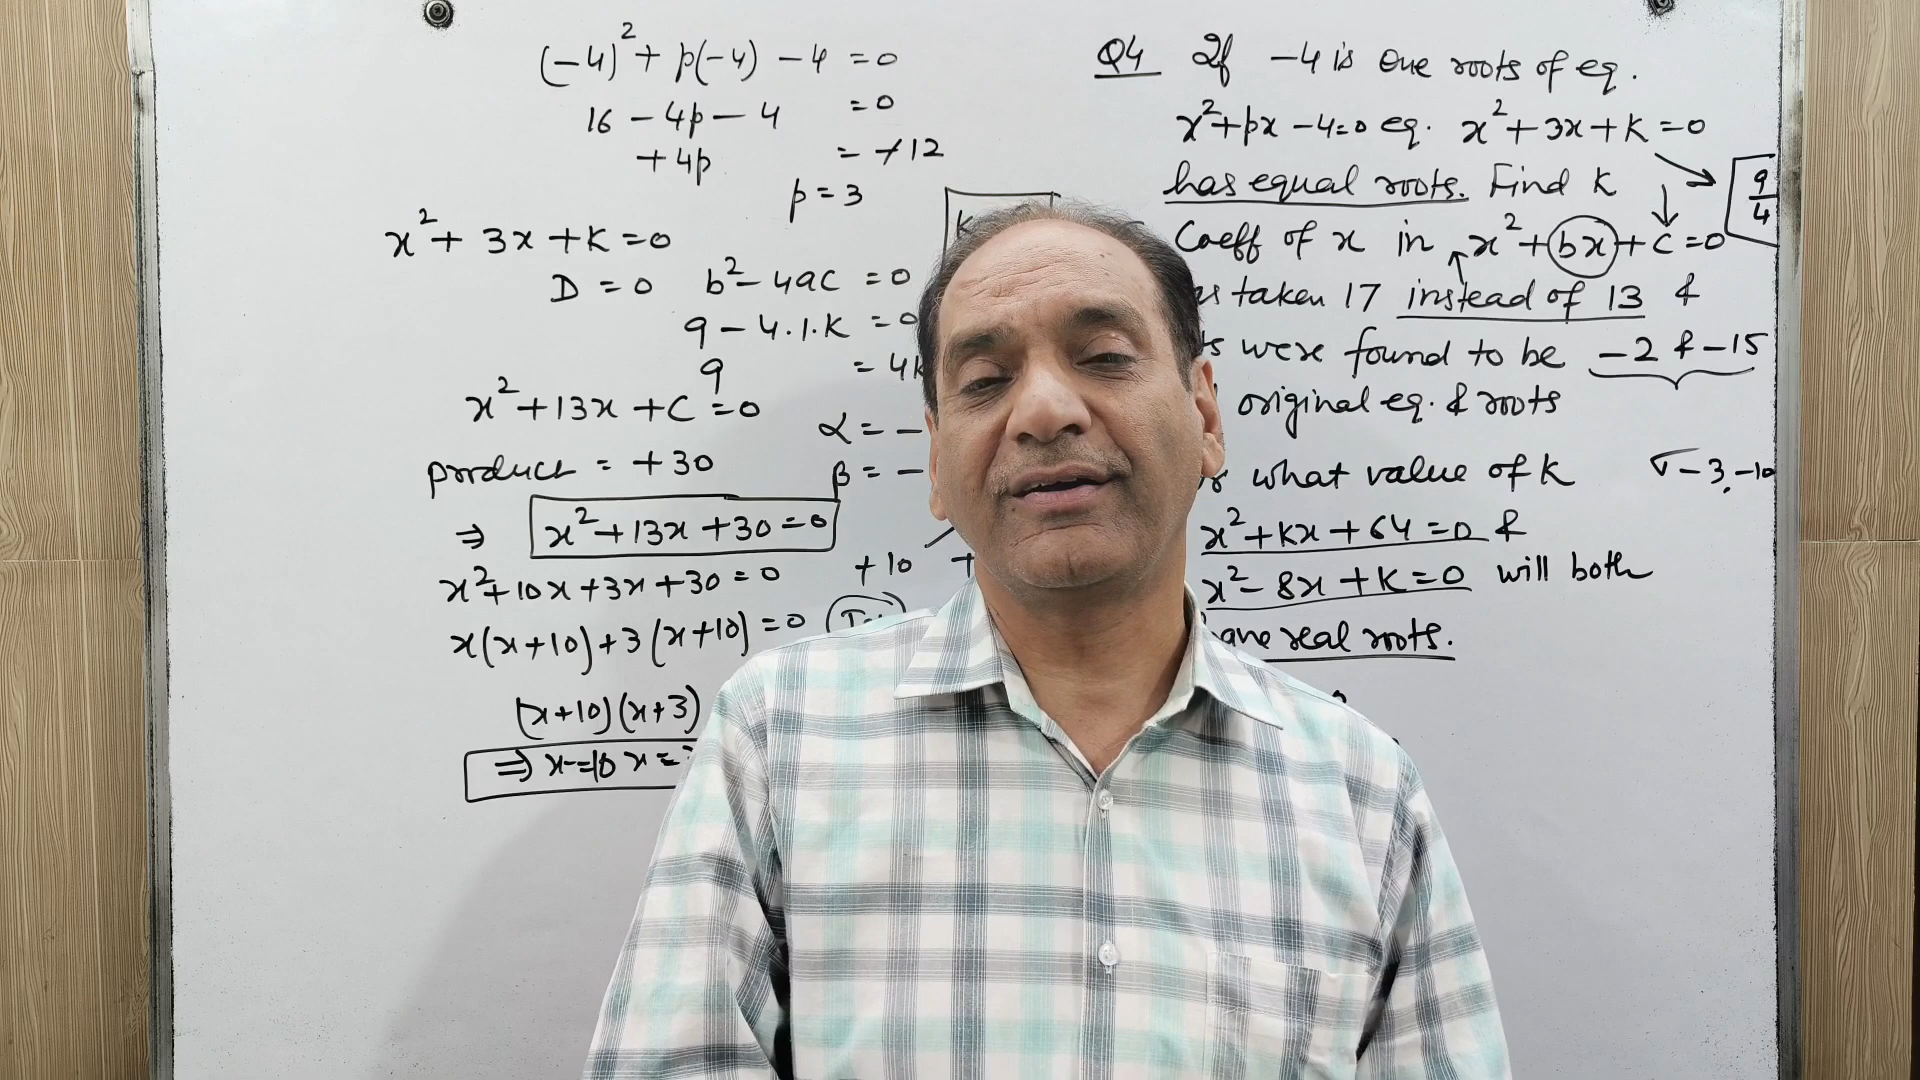 (-4)² + p(-4) - 4 = 0
16 - 4p - 4 = 0
+4p = +12
p = 3
x² + 3x + K = 0
D = 0 b² - 4ac = 0
9 - 4.1.K = 0
9 = 4k
x² + 13x + C = 0
α = -
product = +30
β = -
⇒ x² + 13x + 30 = 0
x² + 10x + 3x + 30 = 0
+10 +
x(x+10) + 3(x+10) = 0
(x+10)(x+3)
⇒ x=-10 x=
K
Q4 If -4 is one roots of eq.
x² + px - 4 = 0 eq. x² + 3x + K = 0
has equal roots. Find K
9/4
Coeff of x in x² + bx + c = 0
taken 17 instead of 13 &
were found to be -2 & -15
original eq. & roots
what value of K
-3, -10
x² + kx + 64 = 0 &
x² - 8x + K = 0 will both
real roots.